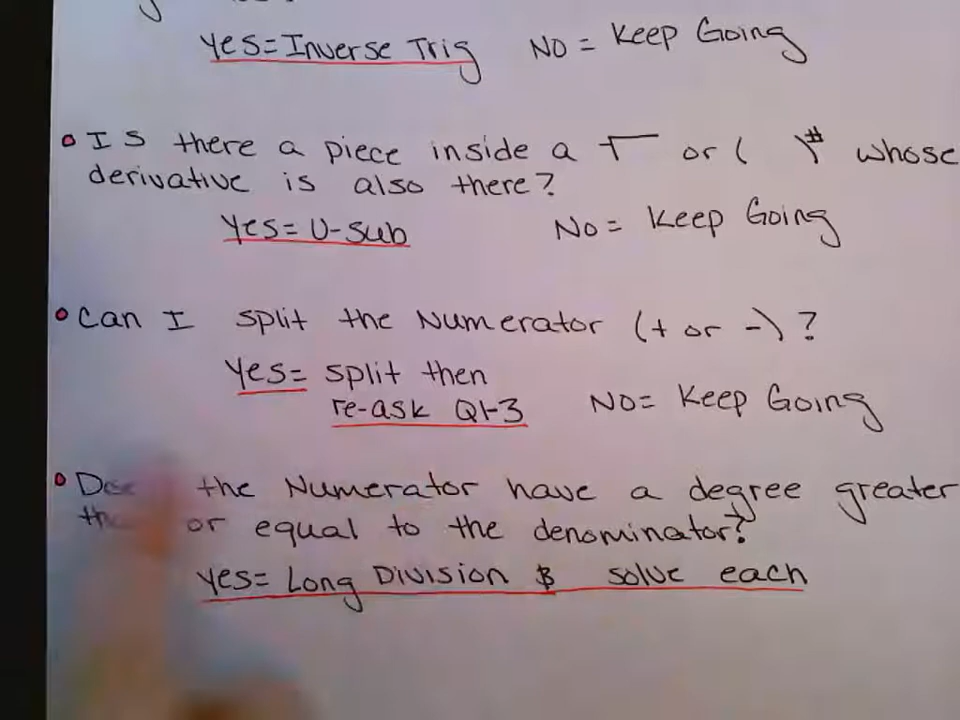 Yes = Inverse Trig No = Keep Going
• Is there a piece inside a √ or ( )# whose
derivative is also there?
Yes = U-Sub No = Keep Going
• Can I split the Numerator (+ or -) ?
Yes = split then
re-ask Q1-3 No = Keep Going
• the Numerator have a degree greater
or equal to the denominator?
Yes = Long Division & solve each